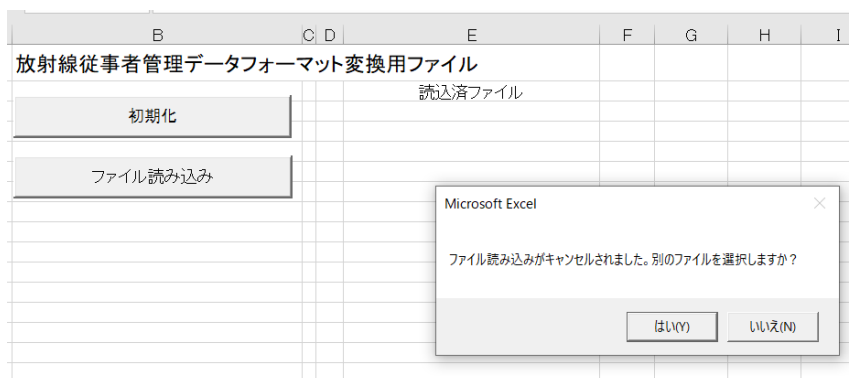 B C D E F G H I
放射線従事者管理データフォーマット変換用ファイル
読込済ファイル
初期化
ファイル読み込み
Microsoft Excel
ファイル読み込みがキャンセルされました。別のファイルを選択しますか？
はい(Y) いいえ(N)